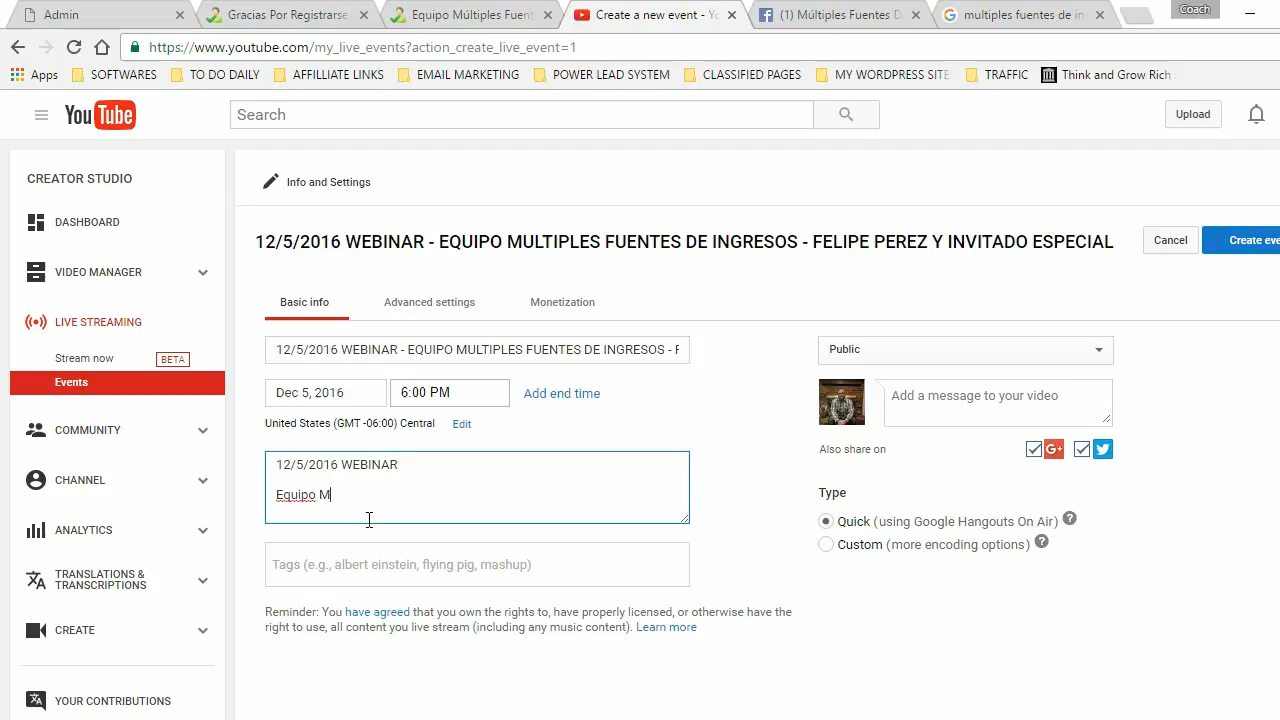 Admin
Gracias Por Registrarse
Equipo Múltiples Fuent
Create a new event - Yo
(1) Múltiples Fuentes D
multiples fuentes de in
Coach
https://www.youtube.com/my_live_events?action_create_live_event=1
Apps
SOFTWARES
TO DO DAILY
AFFILLIATE LINKS
EMAIL MARKETING
POWER LEAD SYSTEM
CLASSIFIED PAGES
MY WORDPRESS SITE
TRAFFIC
Think and Grow Rich
YouTube
Search
Upload
CREATOR STUDIO
DASHBOARD
VIDEO MANAGER
LIVE STREAMING
Stream now
BETA
Events
COMMUNITY
CHANNEL
ANALYTICS
TRANSLATIONS &
TRANSCRIPTIONS
CREATE
YOUR CONTRIBUTIONS
Info and Settings
12/5/2016 WEBINAR - EQUIPO MULTIPLES FUENTES DE INGRESOS - FELIPE PEREZ Y INVITADO ESPECIAL
Cancel
Create eve
Basic info
Advanced settings
Monetization
12/5/2016 WEBINAR - EQUIPO MULTIPLES FUENTES DE INGRESOS - F
Dec 5, 2016
6:00 PM
Add end time
United States (GMT -06:00) Central
Edit
12/5/2016 WEBINAR
Equipo M
Tags (e.g., albert einstein, flying pig, mashup)
Reminder: You have agreed that you own the rights to, have properly licensed, or otherwise have the
right to use, all content you live stream (including any music content). Learn more
Public
Add a message to your video
Also share on
G+
Type
Quick (using Google Hangouts On Air) ?
Custom (more encoding options) ?